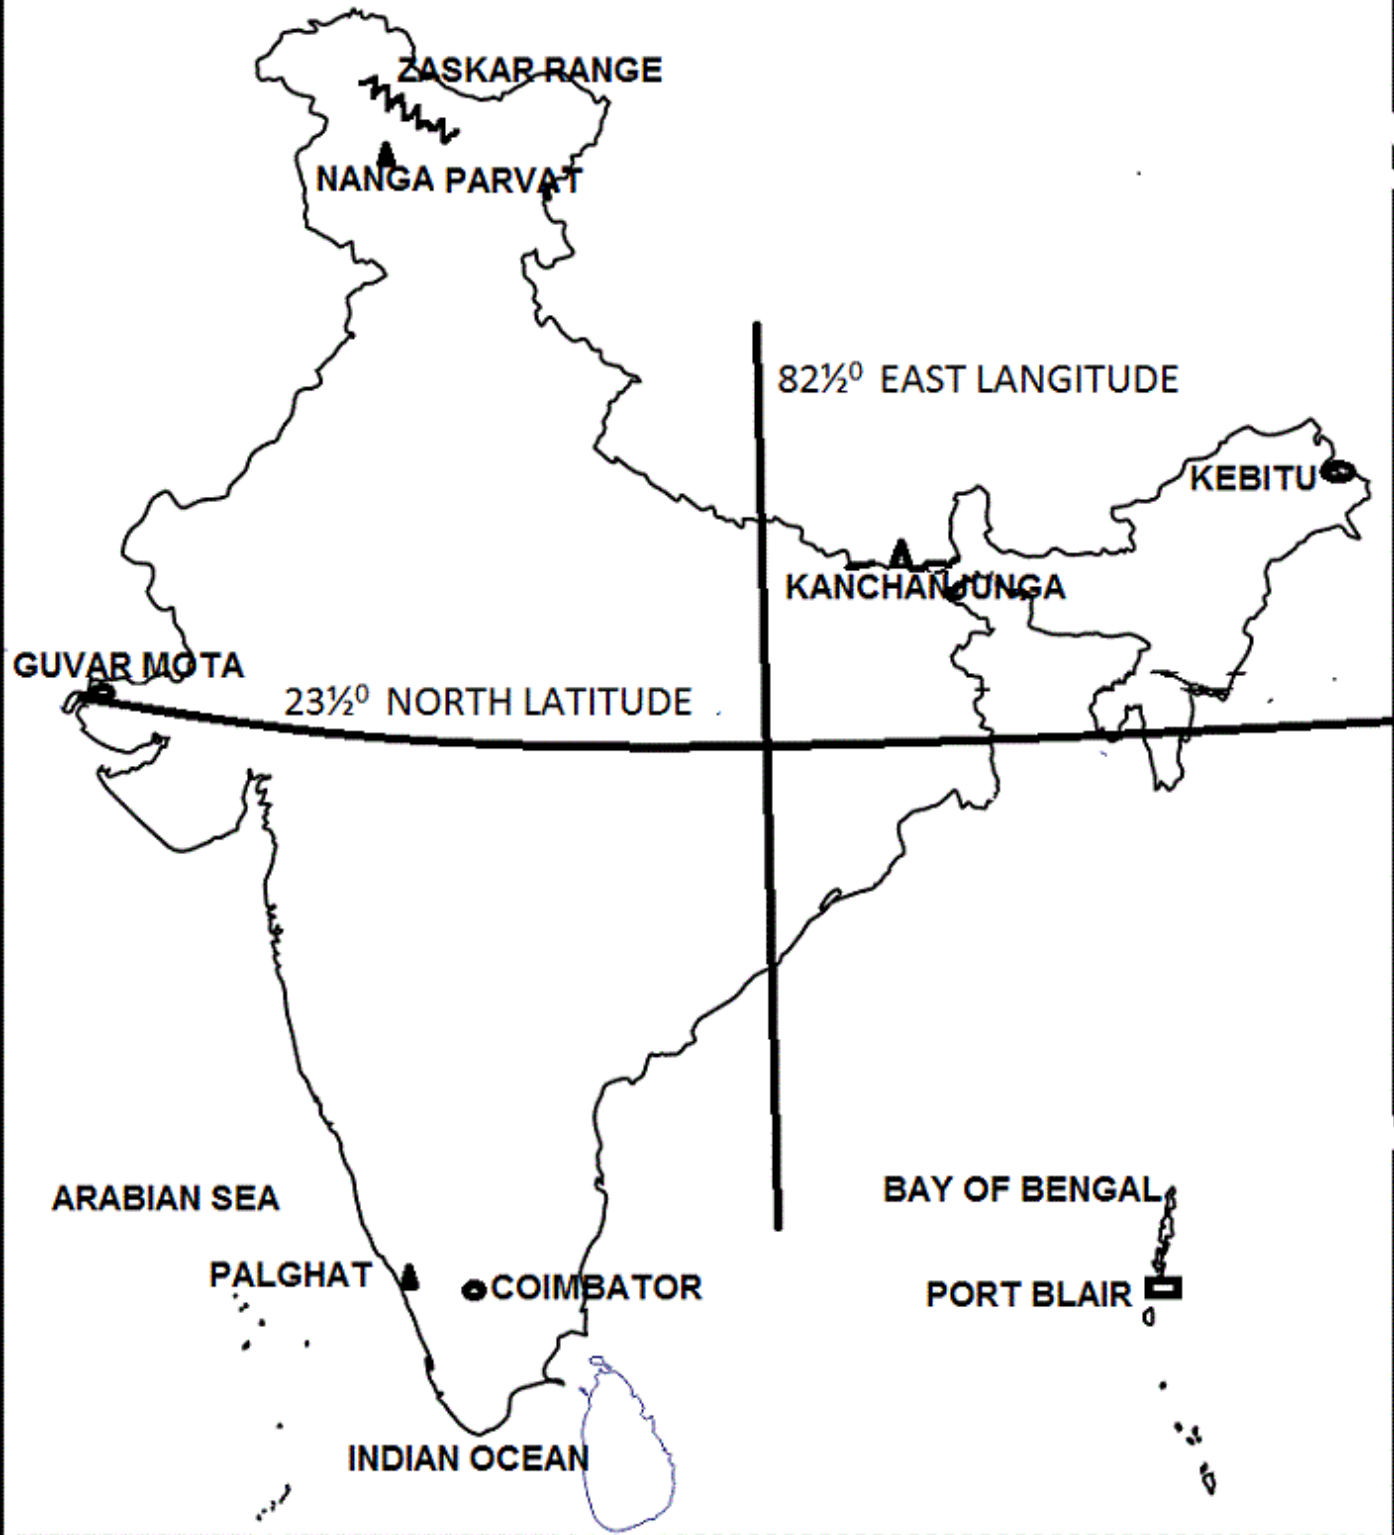 ZASKAR RANGE
NANGA PARVAT
82½⁰ EAST LANGITUDE
KEBITU
KANCHANJUNGA
GUVAR MOTA
23½⁰ NORTH LATITUDE
ARABIAN SEA
BAY OF BENGAL
PALGHAT
COIMBATOR
PORT BLAIR
INDIAN OCEAN